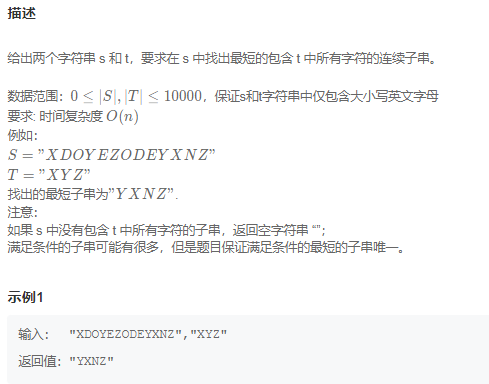 描述
给出两个字符串 s 和 t，要求在 s 中找出最短的包含 t 中所有字符的连续子串。
数据范围：0 ≤ |S|, |T| ≤ 10000，保证s和t字符串中仅包含大小写英文字母
要求: 时间复杂度 O(n)
例如:
S = "XDOYEZODEYXNZ"
T = "XYZ"
找出的最短子串为"YXNZ".
注意:
如果 s 中没有包含 t 中所有字符的子串，返回空字符串 “”；
满足条件的子串可能有很多，但是题目保证满足条件的最短的子串唯一。
示例1
输入: "XDOYEZODEYXNZ","XYZ"
返回值: "YXNZ"